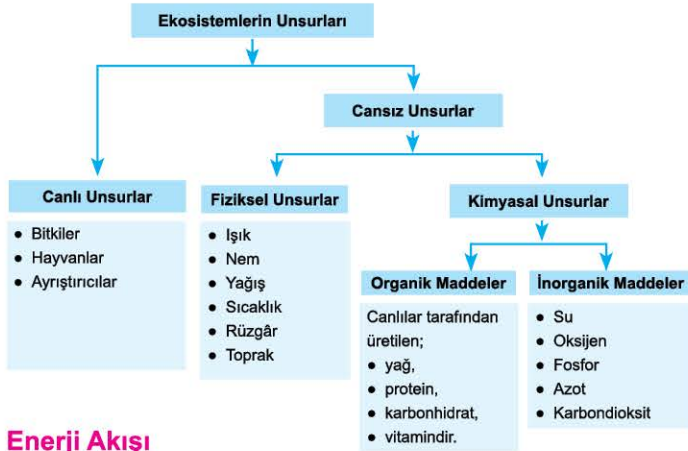 Ekosistemlerin Unsurları
Cansız Unsurlar
Canlı Unsurlar
● Bitkiler
● Hayvanlar
● Ayrıştırıcılar
Fiziksel Unsurlar
● Işık
● Nem
● Yağış
● Sıcaklık
● Rüzgâr
● Toprak
Kimyasal Unsurlar
Organik Maddeler
Canlılar tarafından
üretilen;
● yağ,
● protein,
● karbonhidrat,
● vitamindir.
İnorganik Maddeler
● Su
● Oksijen
● Fosfor
● Azot
● Karbondioksit
Enerji Akışı